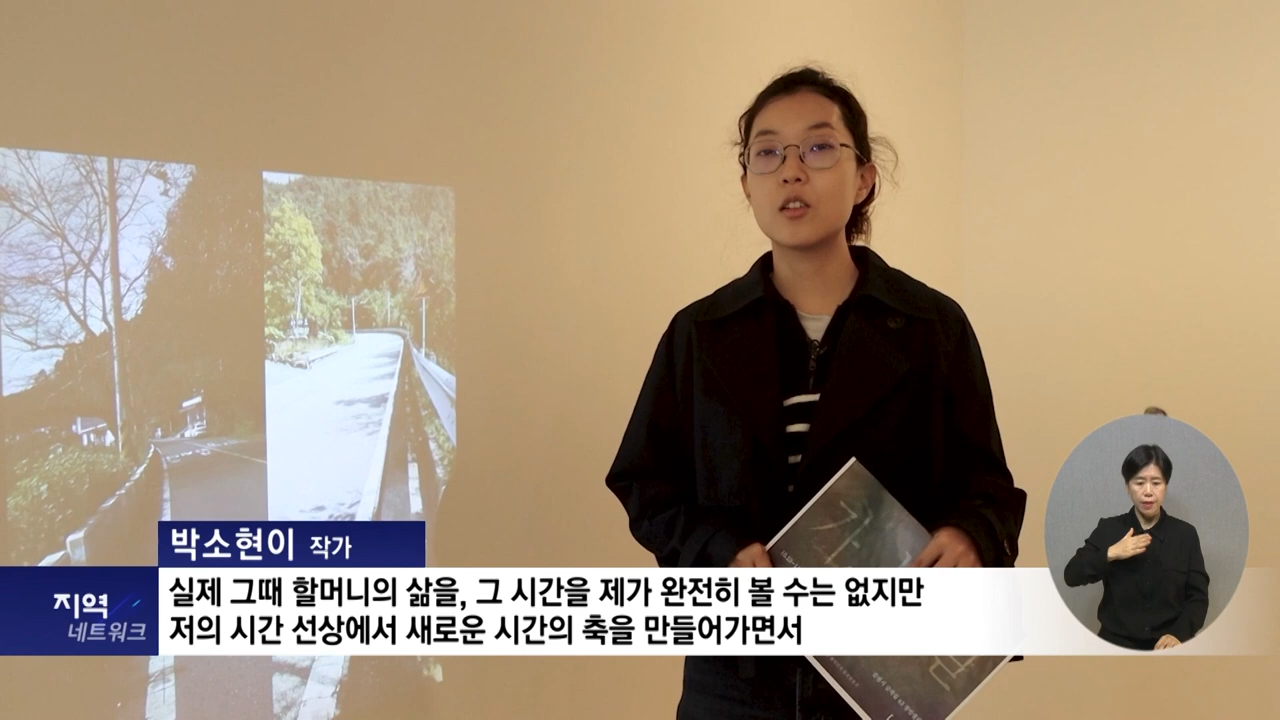 박소현이 작가
지역
네트워크
실제 그때 할머니의 삶을, 그 시간을 제가 완전히 볼 수는 없지만
저의 시간 선상에서 새로운 시간의 축을 만들어가면서